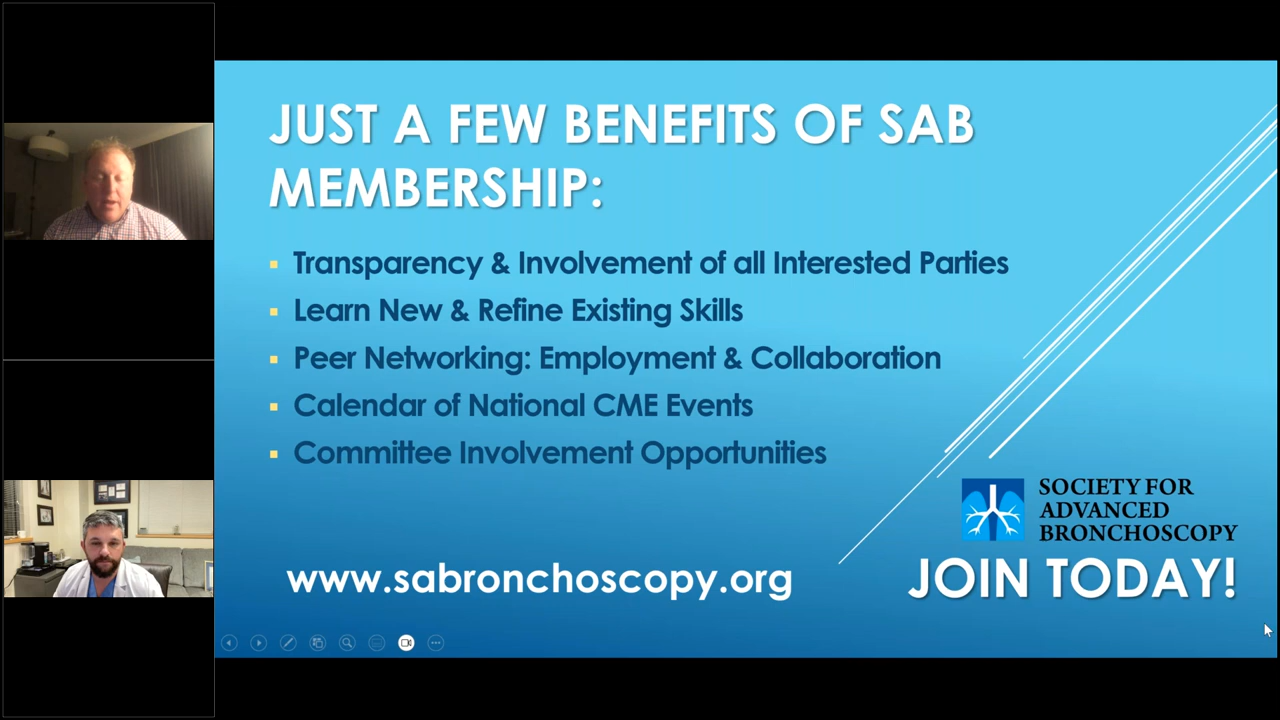 JUST A FEW BENEFITS OF SAB
MEMBERSHIP:
Transparency & Involvement of all Interested Parties
Learn New & Refine Existing Skills
Peer Networking: Employment & Collaboration
Calendar of National CME Events
Committee Involvement Opportunities
SOCIETY FOR
ADVANCED
BRONCHOSCOPY
www.sabronchoscopy.org
JOIN TODAY!